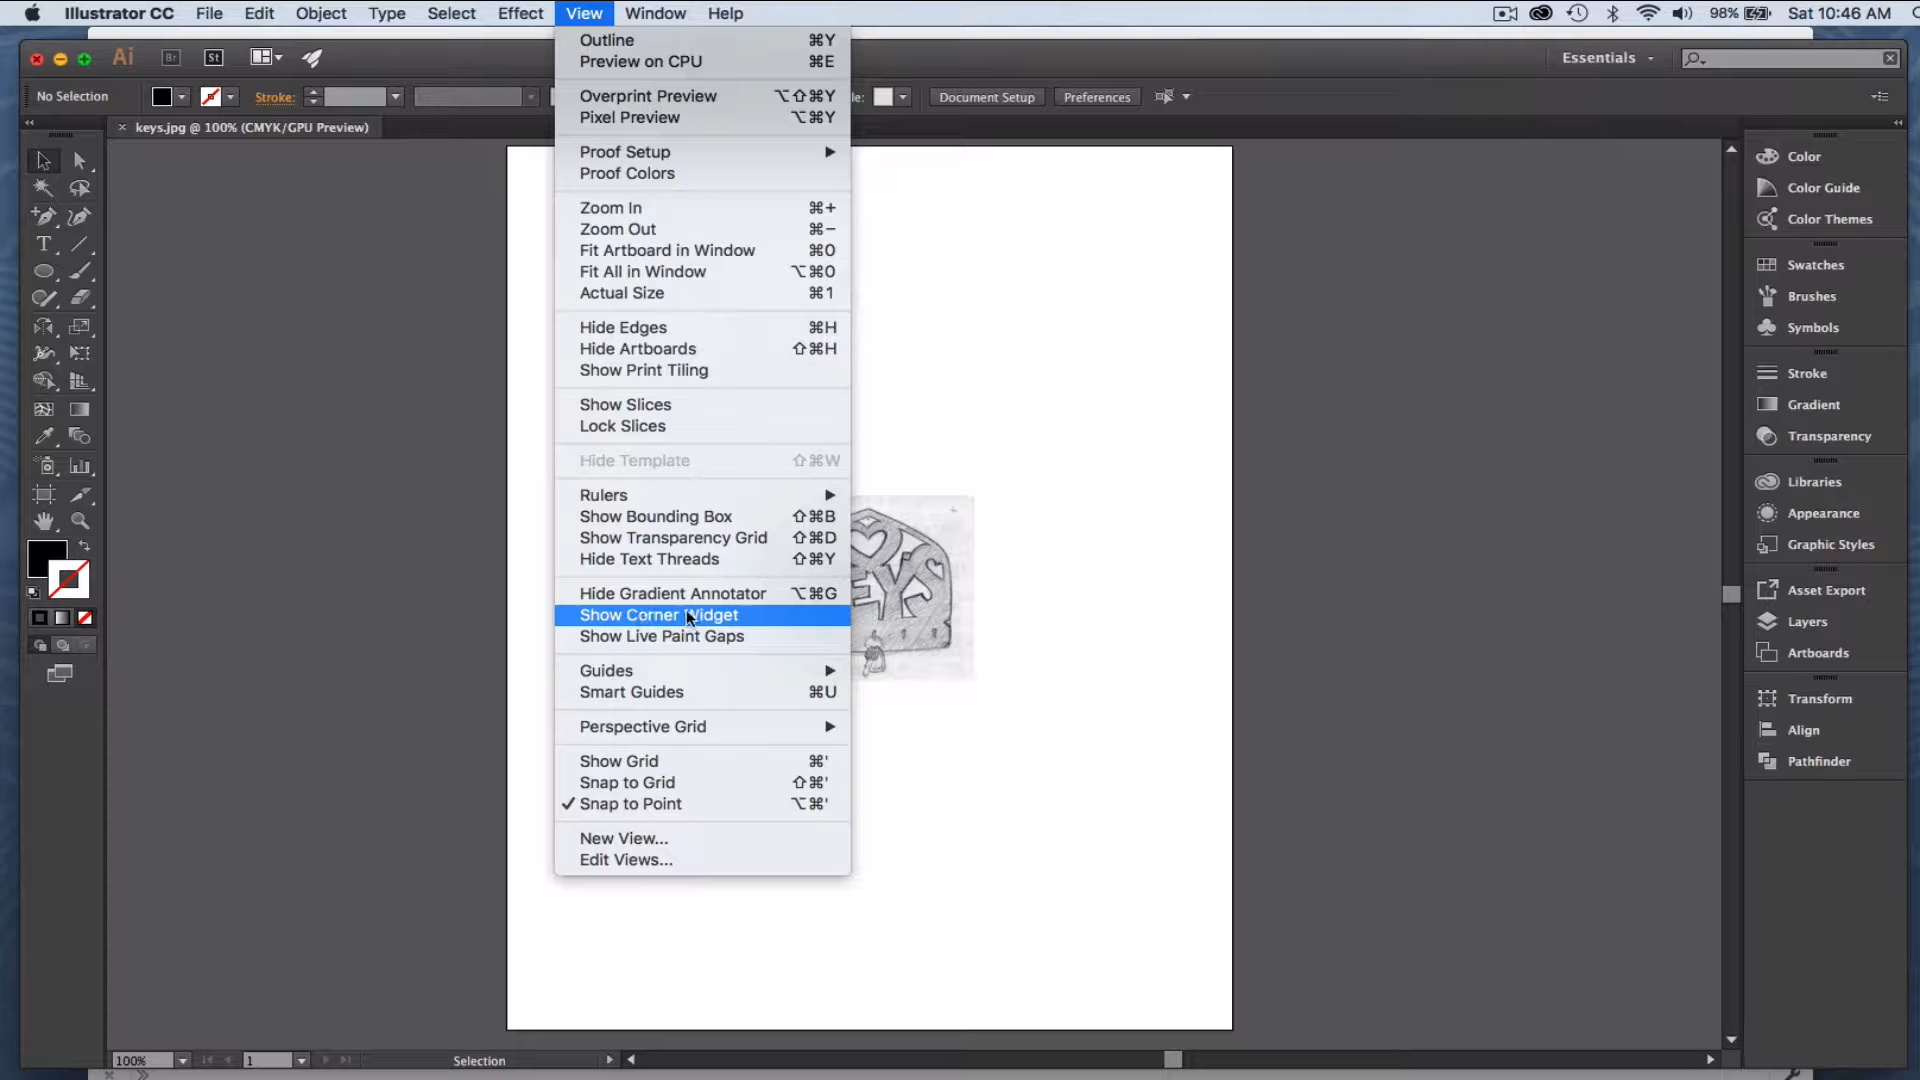 Illustrator CC File Edit Object Type Select Effect View Window Help 98% Sat 10:46 AM
Ai Br St Essentials
No Selection Stroke: Document Setup Preferences
× keys.jpg @ 100% (CMYK/GPU Preview)
Outline ⌘Y
Preview on CPU ⌘E
Overprint Preview ⌥⇧⌘Y
Pixel Preview ⌥⌘Y
Proof Setup ▶
Proof Colors
Zoom In ⌘+
Zoom Out ⌘−
Fit Artboard in Window ⌘0
Fit All in Window ⌥⌘0
Actual Size ⌘1
Hide Edges ⌘H
Hide Artboards ⇧⌘H
Show Print Tiling
Show Slices
Lock Slices
Hide Template ⇧⌘W
Rulers ▶
Show Bounding Box ⇧⌘B
Show Transparency Grid ⇧⌘D
Hide Text Threads ⇧⌘Y
Hide Gradient Annotator ⌥⌘G
Show Corner Widget
Show Live Paint Gaps
Guides ▶
Smart Guides ⌘U
Perspective Grid ▶
Show Grid ⌘'
Snap to Grid ⇧⌘'
✓ Snap to Point ⌥⌘'
New View...
Edit Views...
EYS
Color
Color Guide
Color Themes
Swatches
Brushes
Symbols
Stroke
Gradient
Transparency
Libraries
Appearance
Graphic Styles
Asset Export
Layers
Artboards
Transform
Align
Pathfinder
100% 1 Selection